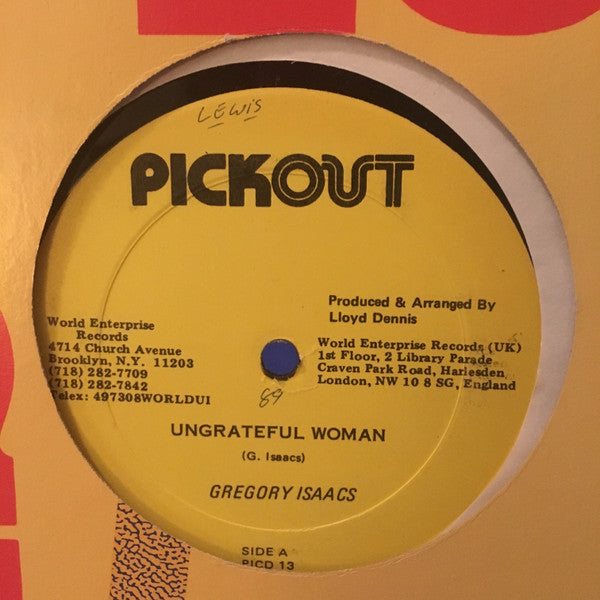 LEWIS
PICKOUT
Produced & Arranged By
Lloyd Dennis
World Enterprise
Records
4714 Church Avenue
Brooklyn, N.Y. 11203
(718) 282-7709
(718) 282-7842
Telex: 497308WORLDUI
World Enterprise Records (UK)
1st Floor, 2 Library Parade
Craven Park Road, Harlesden
London, NW 10 8 SG, England
89
UNGRATEFUL WOMAN
(G. Isaacs)
GREGORY ISAACS
SIDE A
PICD 13